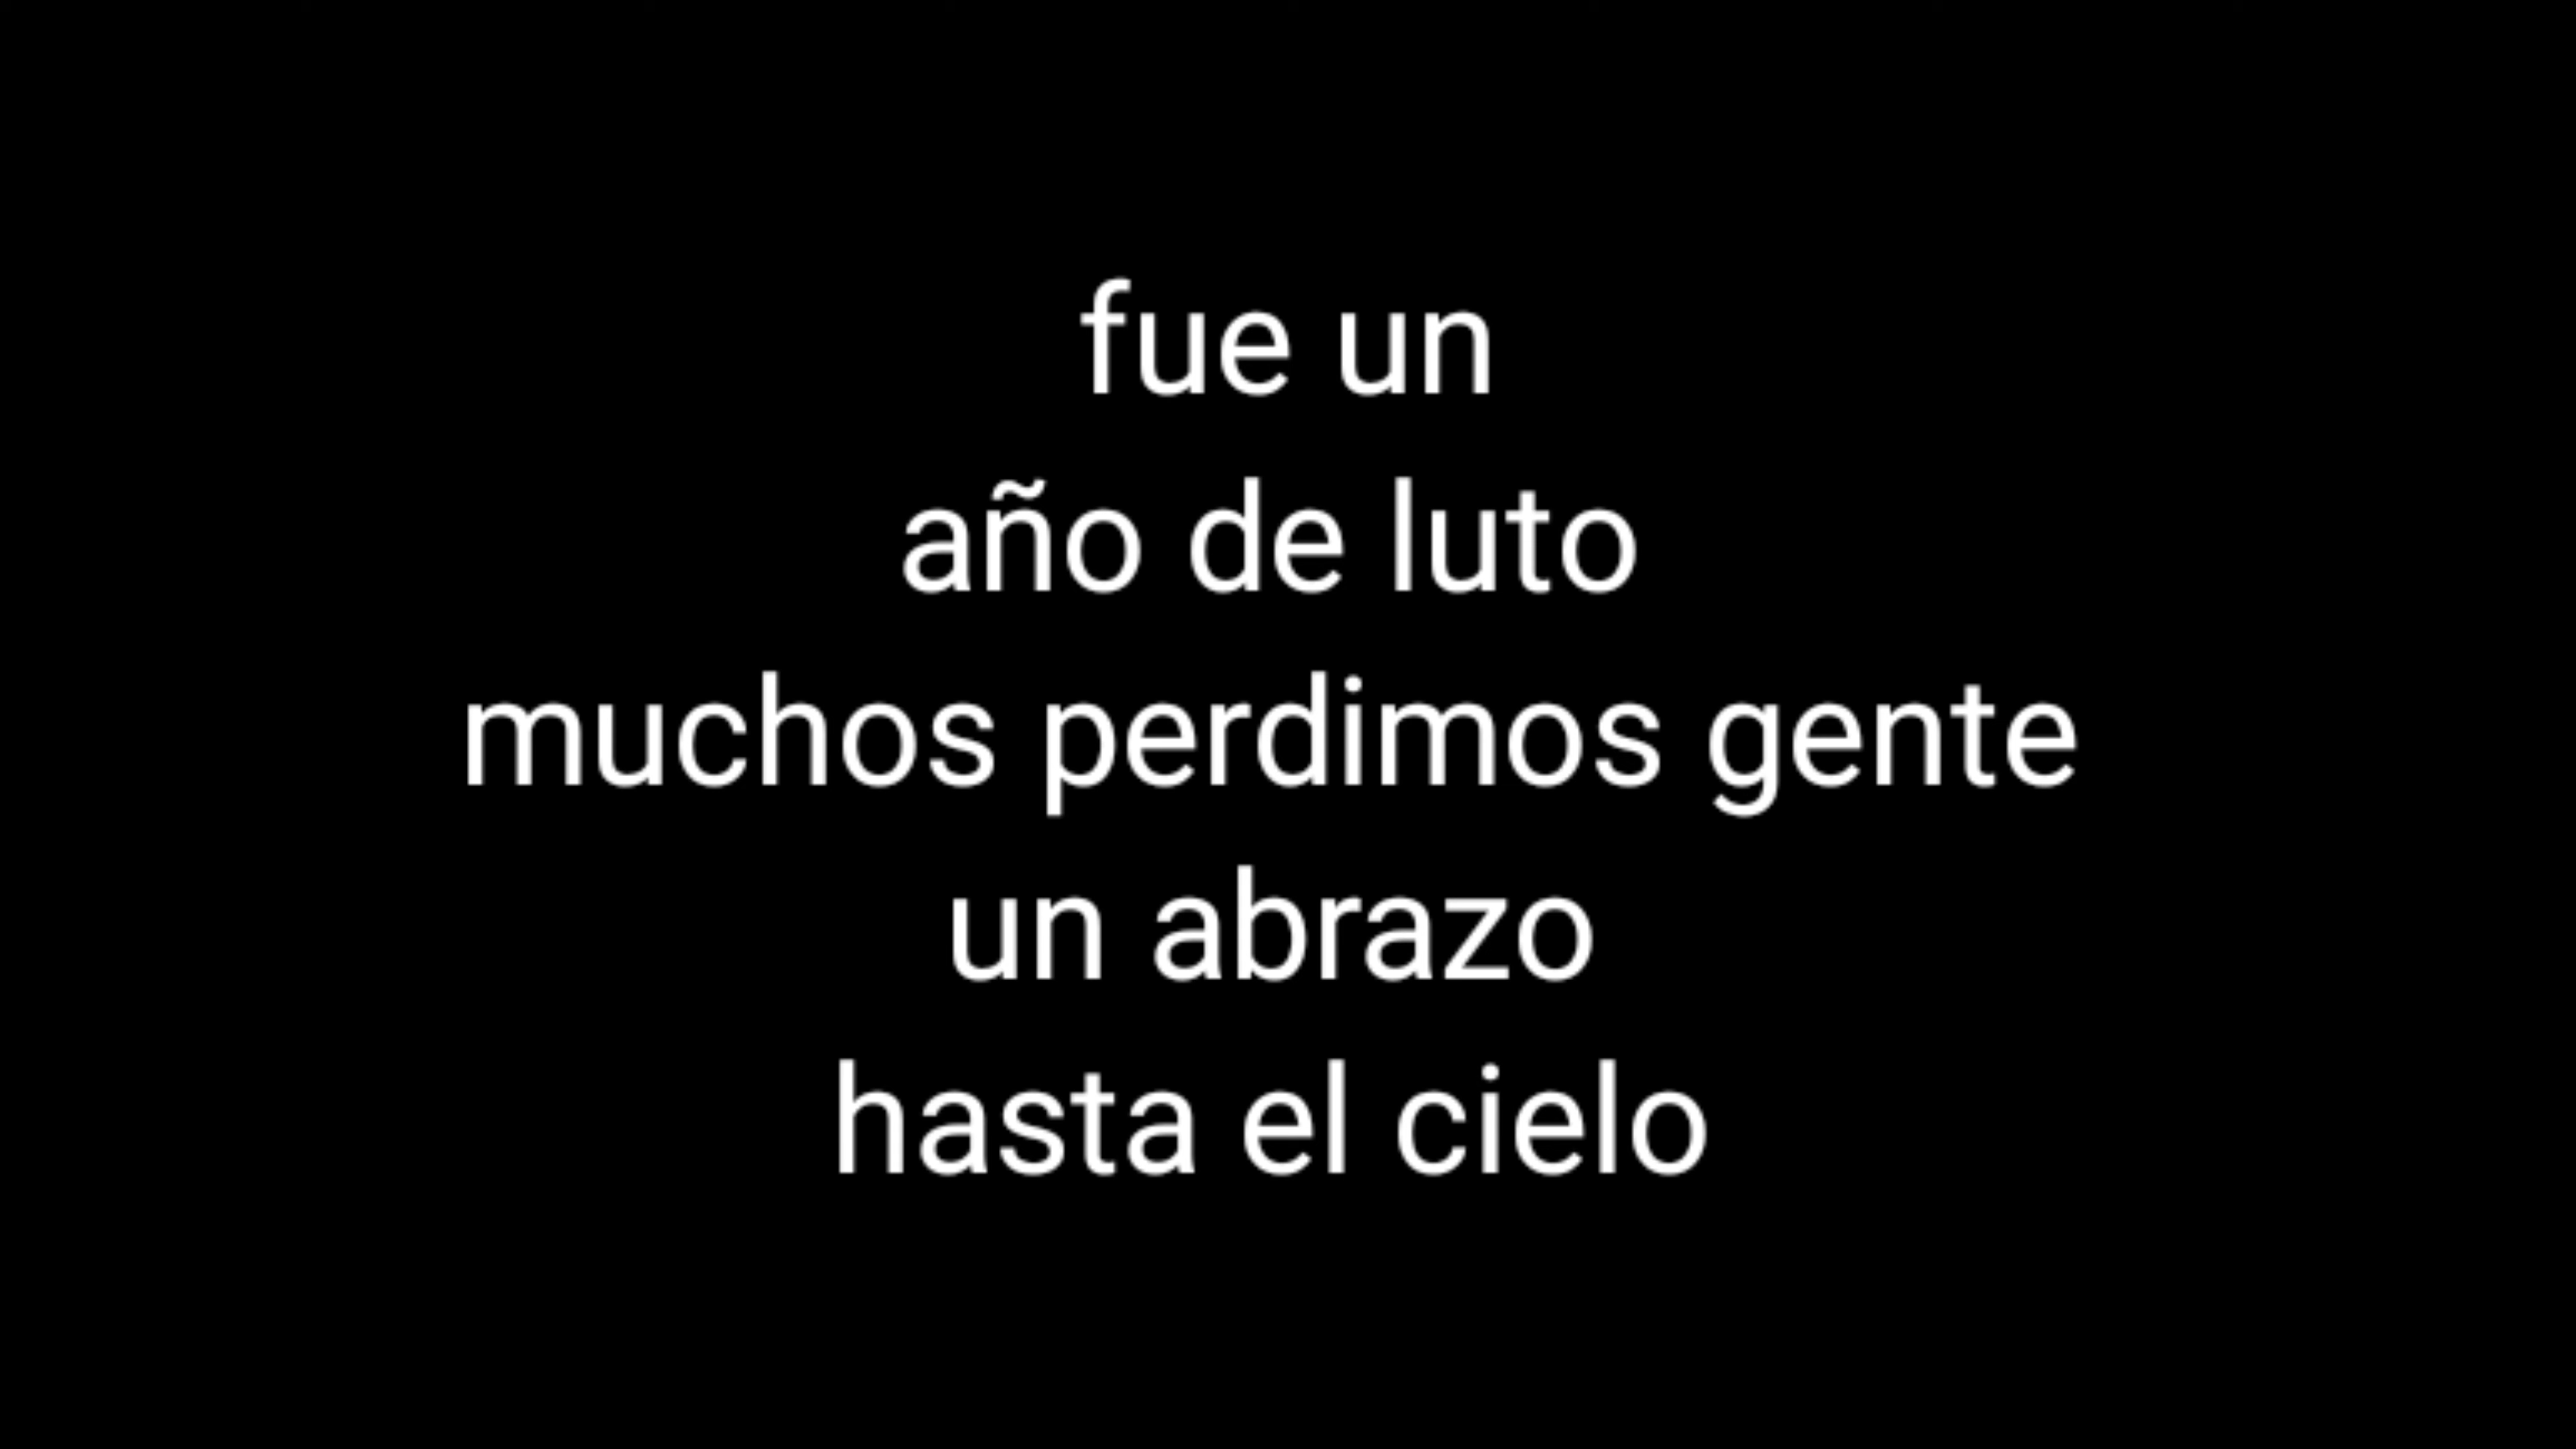 fue un
año de luto
muchos perdimos gente
un abrazo
hasta el cielo